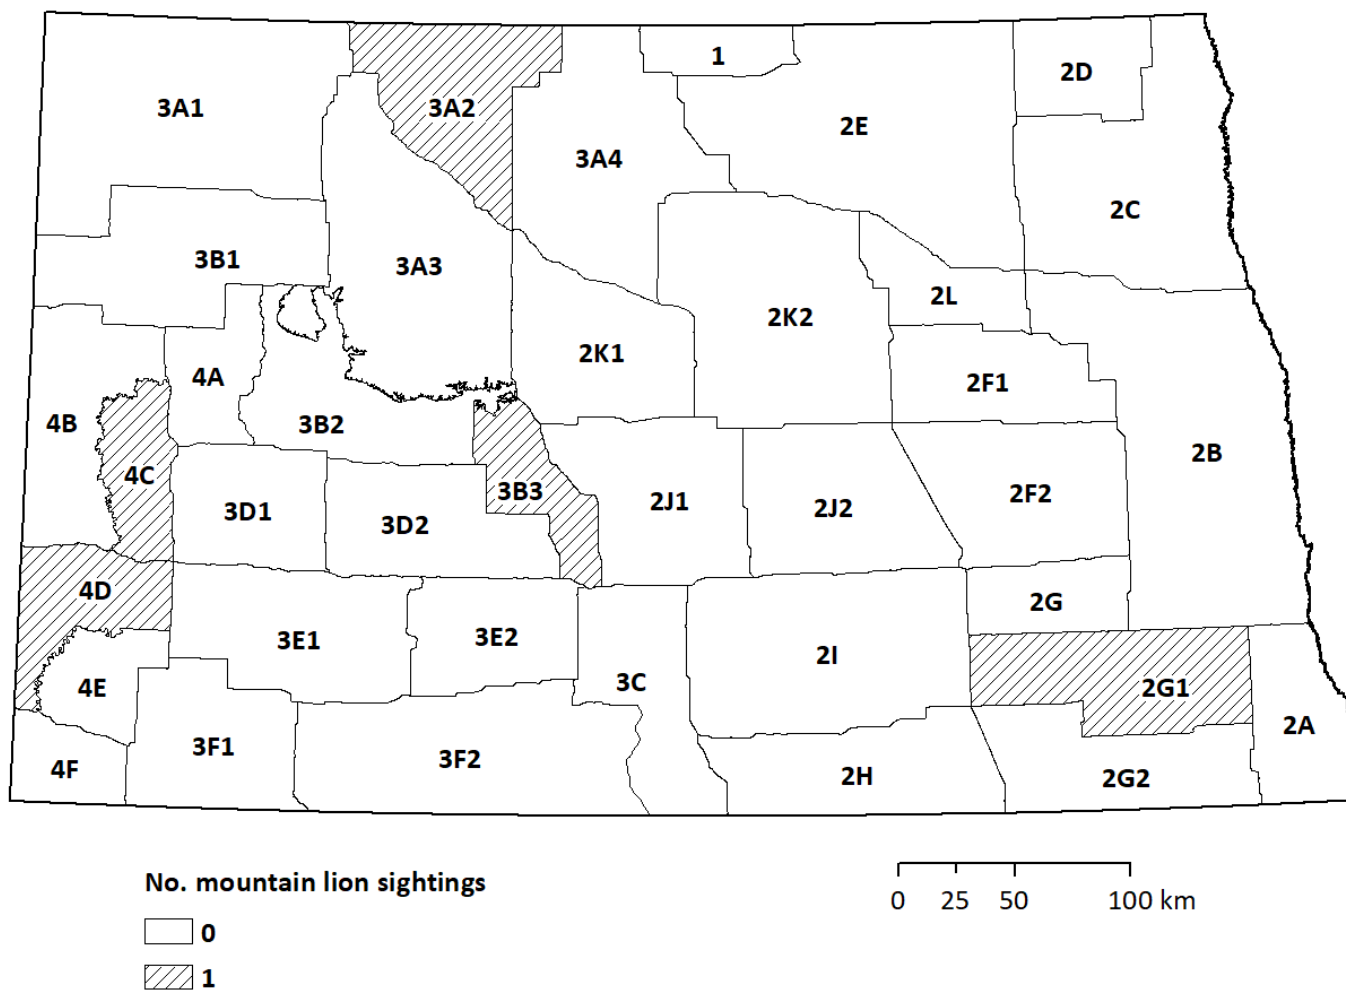 1
2D
3A1
3A2
2E
3A4
2C
3B1
3A3
2L
2K2
2K1
4A
2F1
4B
3B2
2B
4C
3B3
2F2
2J1
2J2
3D1
3D2
4D
2G
3E2
3E1
2I
3C
4E
2G1
2A
3F1
3F2
4F
2H
2G2
No. mountain lion sightings
0
1
0 25 50 100 km